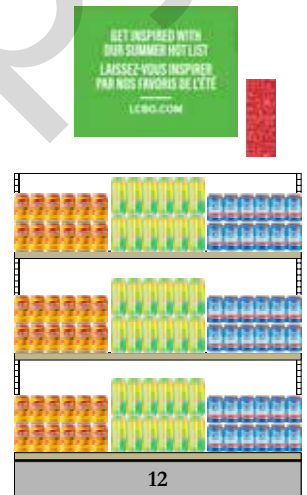 GET INSPIRED WITH
OUR SUMMER HOT LIST
LAISSEZ-VOUS INSPIRER
PAR NOS FAVORIS DE L'ÉTÉ
LCBO.COM
12